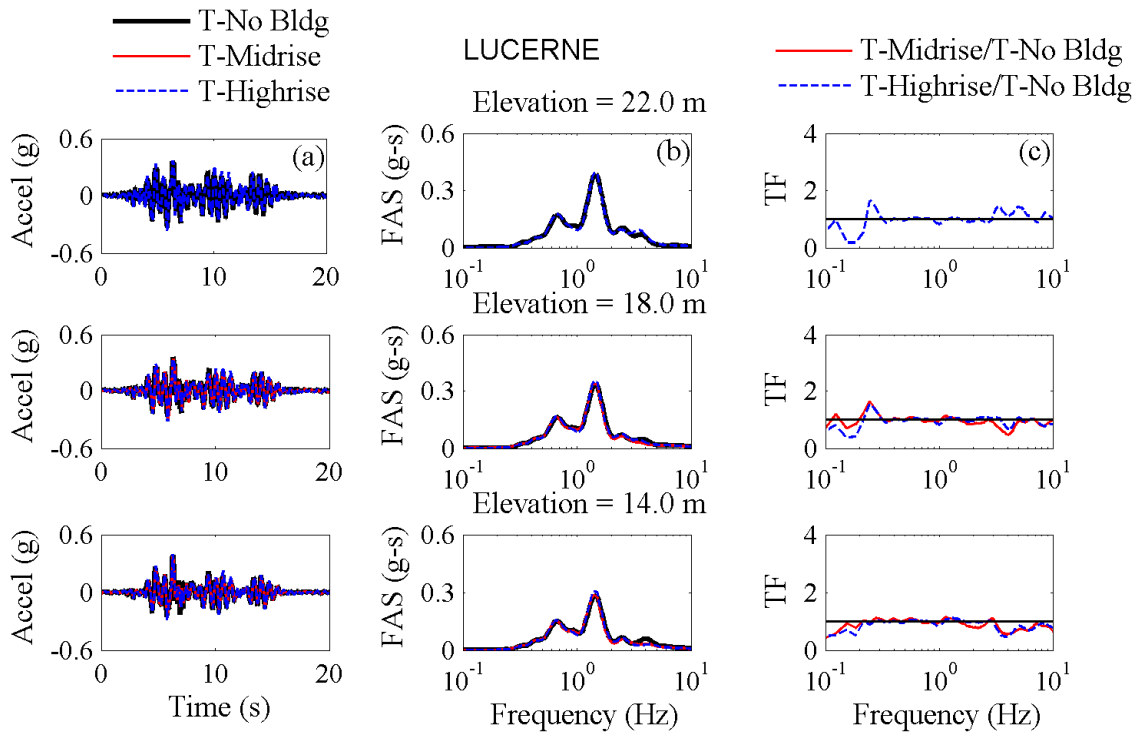 T-No Bldg
T-Midrise
T-Highrise
LUCERNE
T-Midrise/T-No Bldg
T-Highrise/T-No Bldg
Elevation = 22.0 m
Accel (g)
0.6
0
-0.6
0
10
20
(a)
FAS (g-s)
0.6
0.3
0
10^-1
10^0
10^1
(b)
TF
4
2
0
10^-1
10^0
10^1
(c)
Elevation = 18.0 m
Accel (g)
0.6
0
-0.6
0
10
20
FAS (g-s)
0.6
0.3
0
10^-1
10^0
10^1
TF
4
2
0
10^-1
10^0
10^1
Elevation = 14.0 m
Accel (g)
0.6
0
-0.6
0
10
20
Time (s)
FAS (g-s)
0.6
0.3
0
10^-1
10^0
10^1
Frequency (Hz)
TF
4
2
0
10^-1
10^0
10^1
Frequency (Hz)